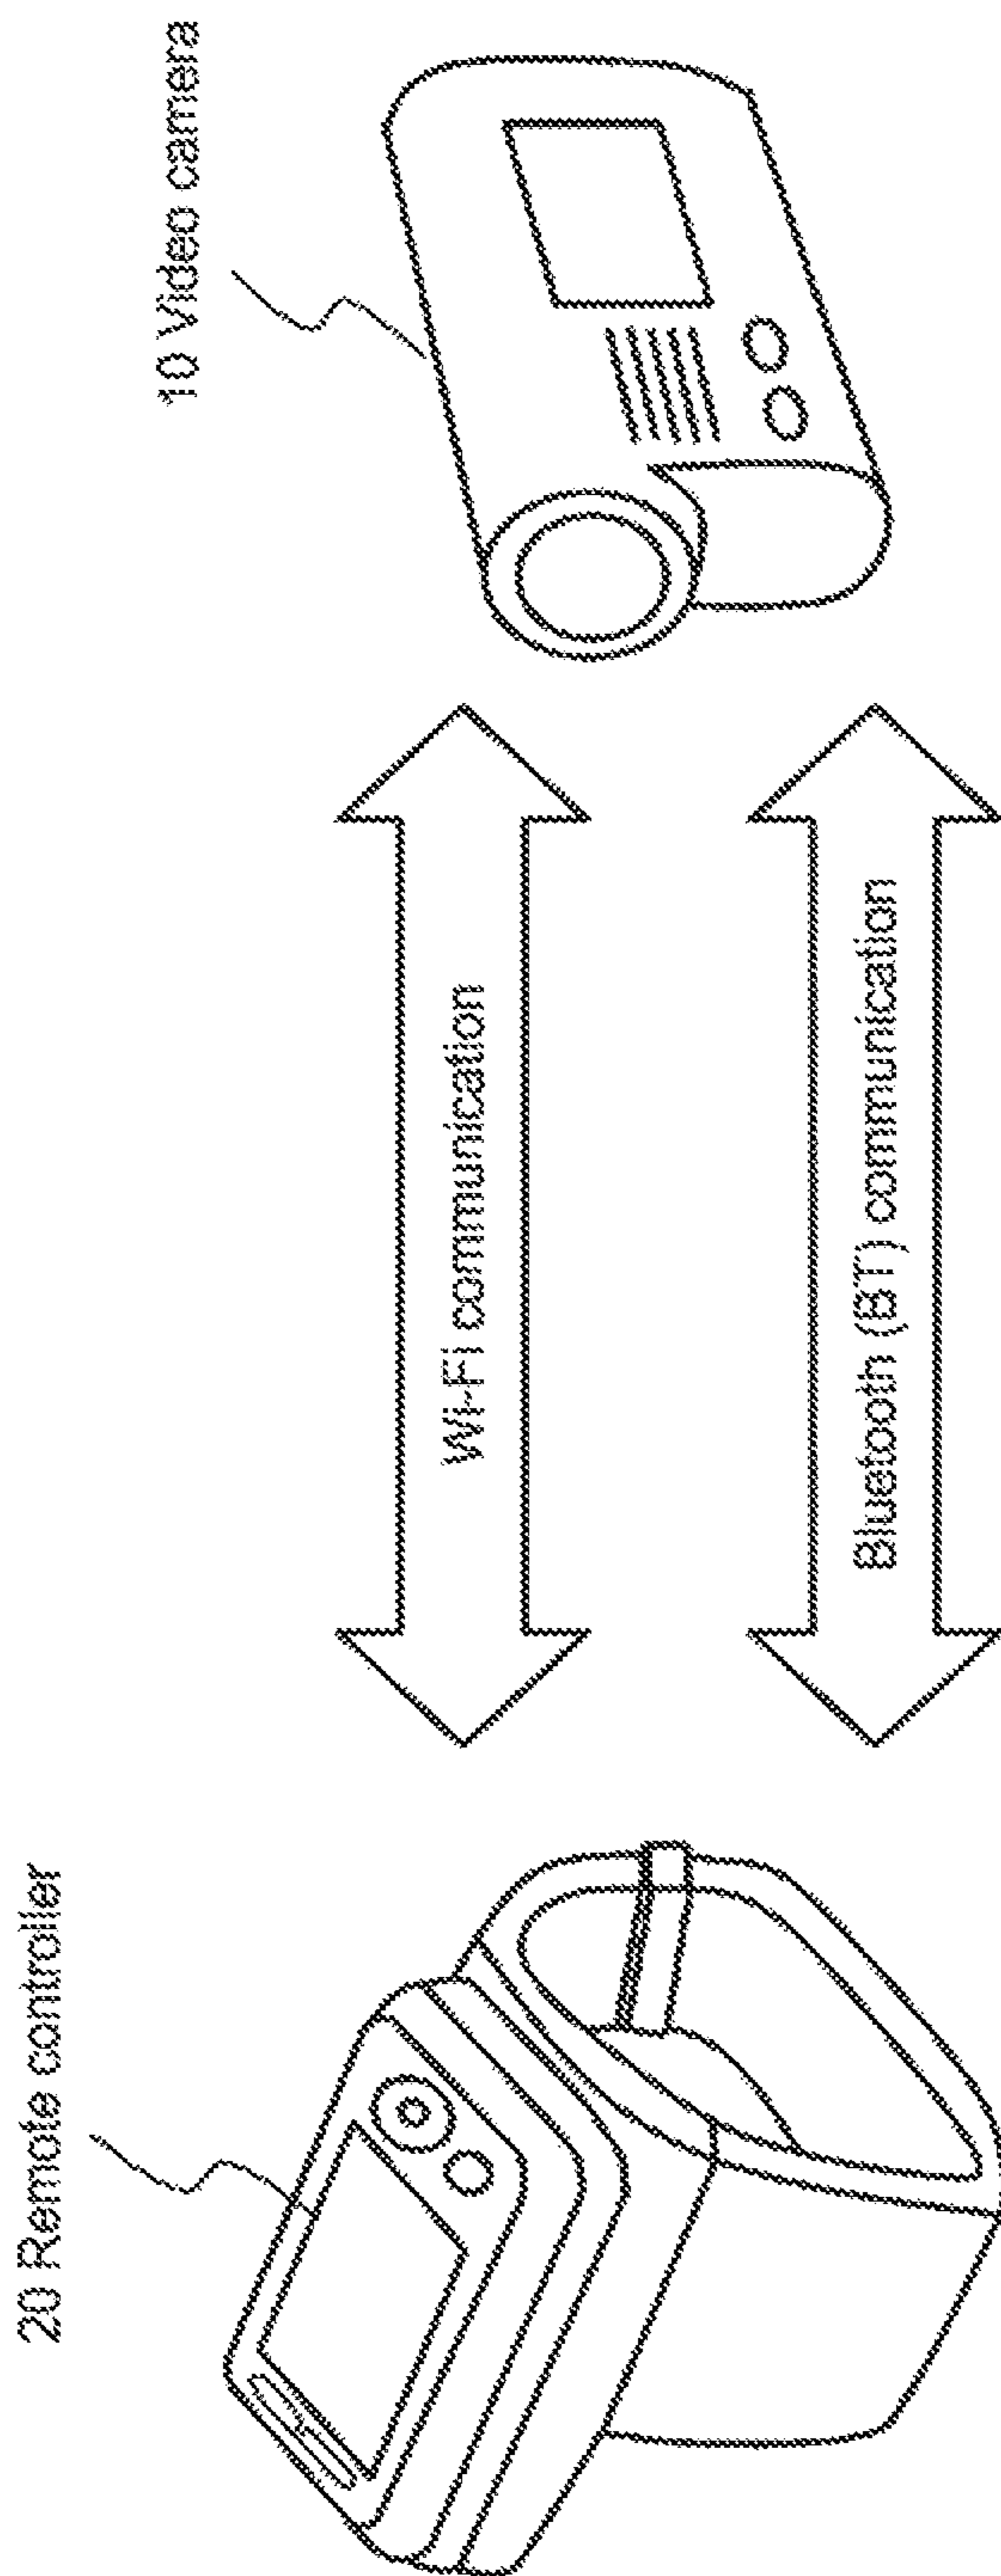 10 Video camera
20 Remote controller
Wi-Fi communication
Bluetooth (BT) communication